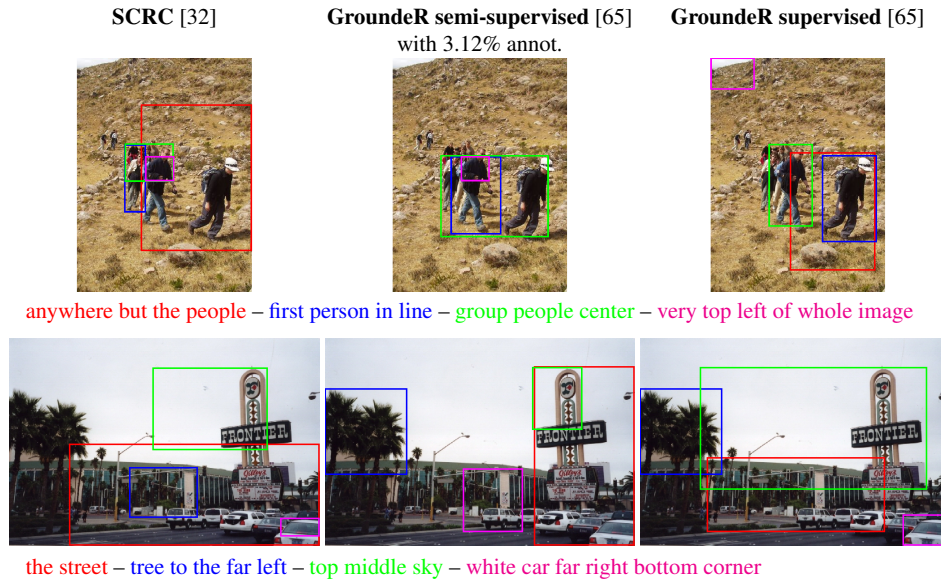 SCRC [32]
GroundeR semi-supervised [65]
with 3.12% annot.
GroundeR supervised [65]
anywhere but the people – first person in line – group people center – very top left of whole image
FRONTIER
FRONTIER
FRONTIER
the street – tree to the far left – top middle sky – white car far right bottom corner